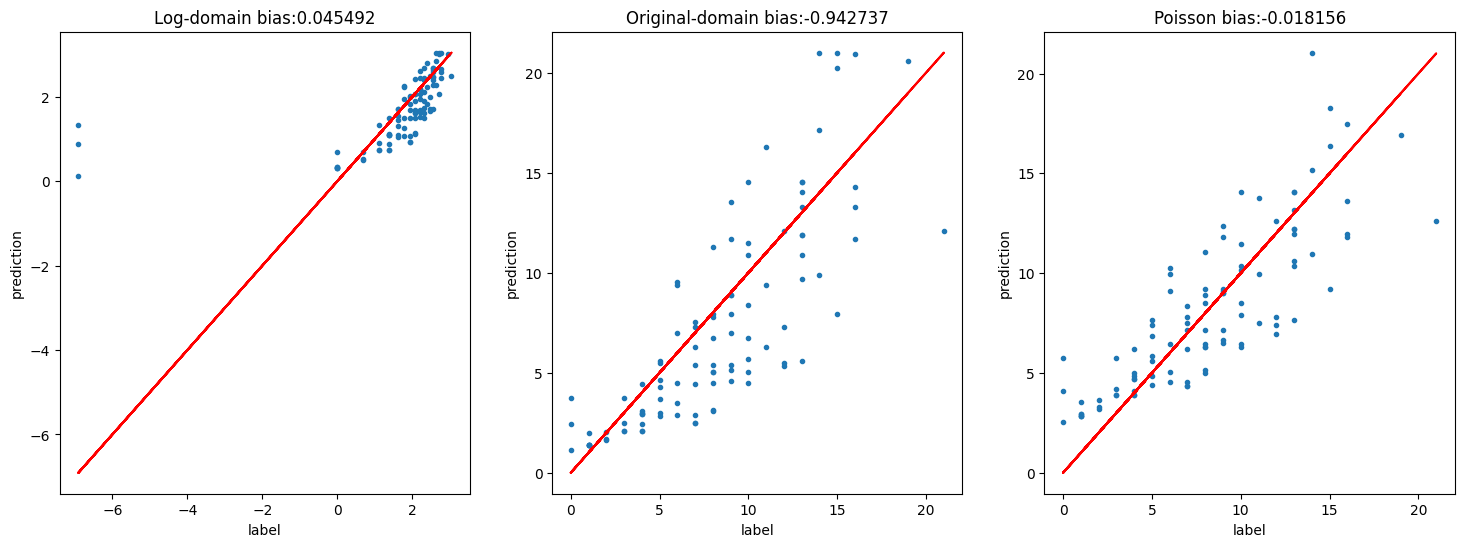 Log-domain bias:0.045492
2
0
−2
−4
−6
prediction
−6 −4 −2 0 2
label
Original-domain bias:-0.942737
20
15
10
5
0
prediction
0 5 10 15 20
label
Poisson bias:-0.018156
20
15
10
5
0
prediction
0 5 10 15 20
label